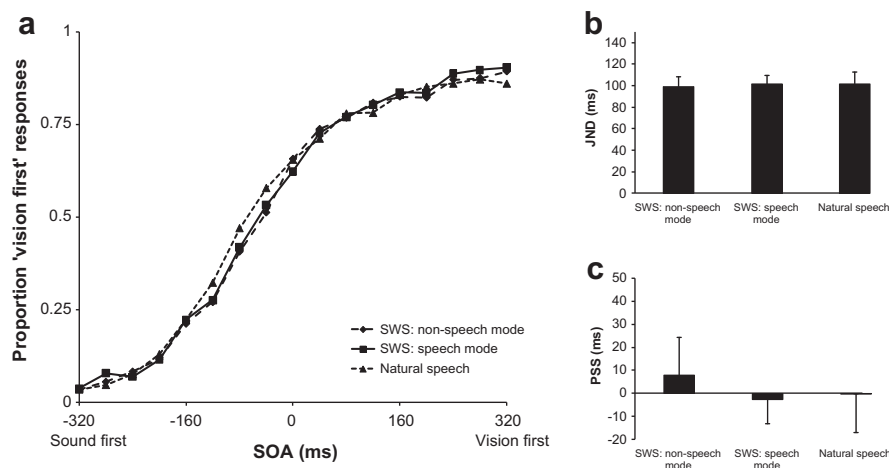 a
Proportion 'vision first' responses
1
0.75
0.5
0.25
0
-320
-160
0
160
320
Sound first
SOA (ms)
Vision first
SWS: non-speech mode
SWS: speech mode
Natural speech
b
JND (ms)
140
120
100
80
60
40
20
0
SWS: non-speech
mode
SWS: speech
mode
Natural speech
c
PSS (ms)
50
40
30
20
10
0
-10
-20
SWS: non-speech
mode
SWS: speech
mode
Natural speech